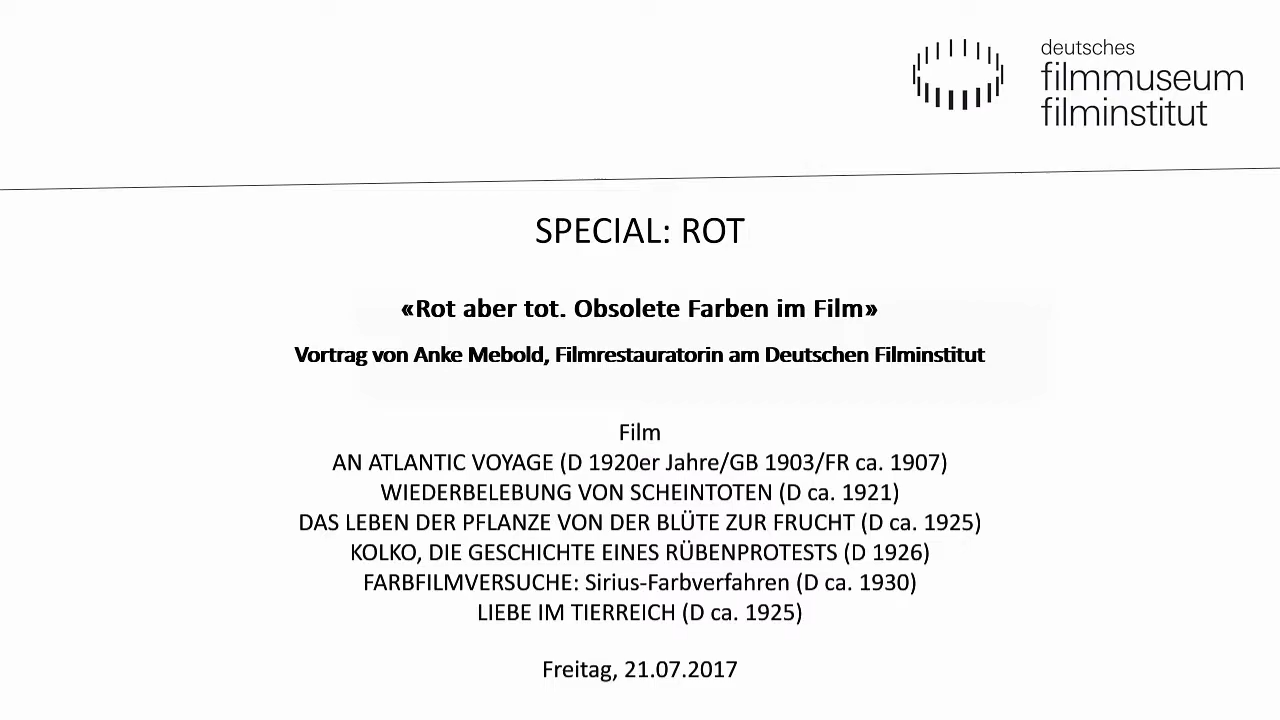 deutsches
filmmuseum
filminstitut
SPECIAL: ROT
«Rot aber tot. Obsolete Farben im Film»
Vortrag von Anke Mebold, Filmrestauratorin am Deutschen Filminstitut
Film
AN ATLANTIC VOYAGE (D 1920er Jahre/GB 1903/FR ca. 1907)
WIEDERBELEBUNG VON SCHEINTOTEN (D ca. 1921)
DAS LEBEN DER PFLANZE VON DER BLÜTE ZUR FRUCHT (D ca. 1925)
KOLKO, DIE GESCHICHTE EINES RÜBENPROTESTS (D 1926)
FARBFILMVERSUCHE: Sirius-Farbverfahren (D ca. 1930)
LIEBE IM TIERREICH (D ca. 1925)
Freitag, 21.07.2017